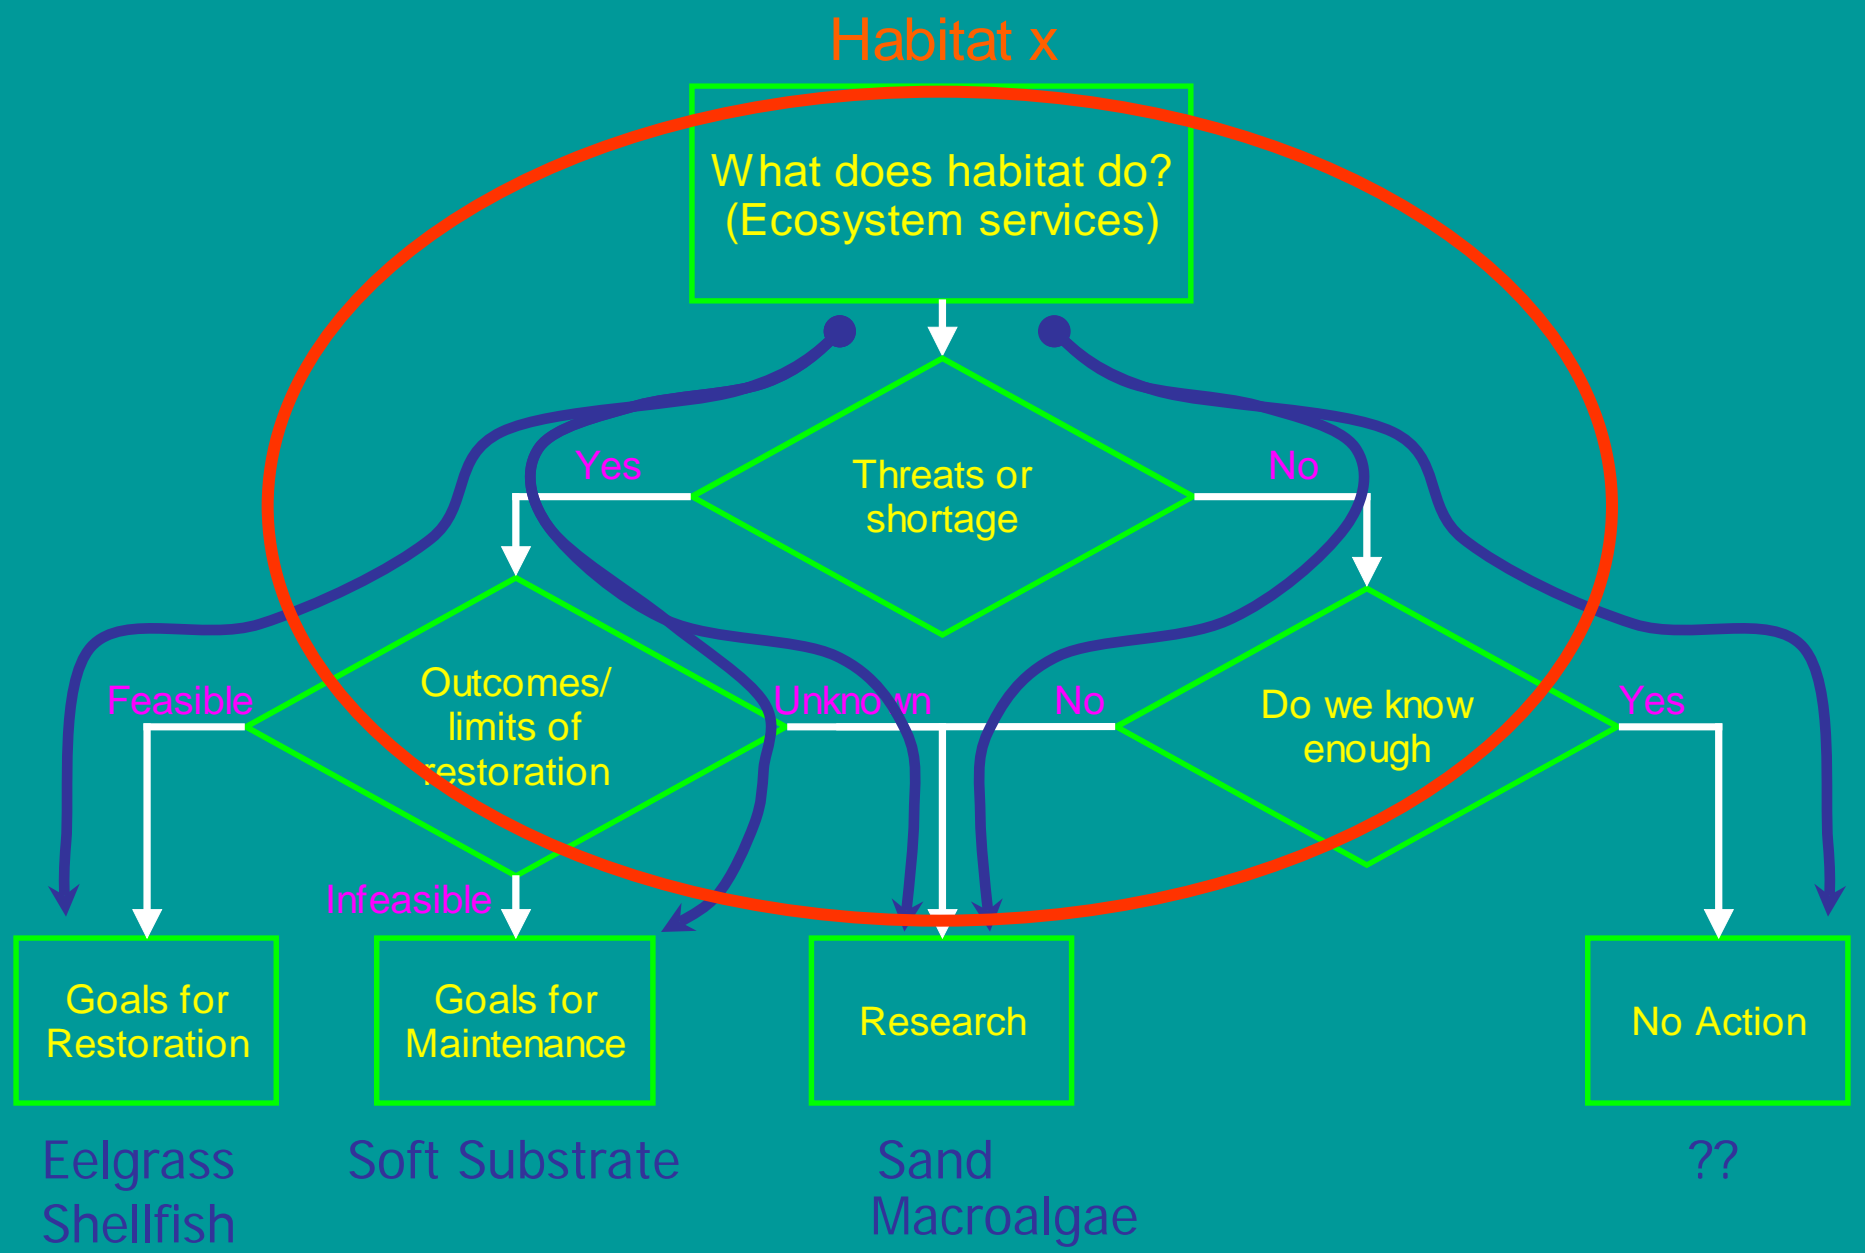 Habitat x
What does habitat do?
(Ecosystem services)
Yes
Threats or
shortage
No
Feasible
Outcomes/
limits of
restoration
Unknown
No
Do we know
enough
Yes
Infeasible
Goals for
Restoration
Goals for
Maintenance
Research
No Action
Eelgrass
Shellfish
Soft Substrate
Sand
Macroalgae
??